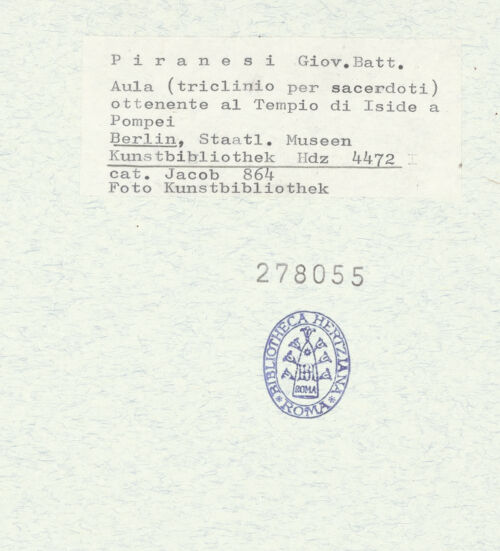 Piranesi Giov.Batt.
Aula (triclinio per sacerdoti)
ottenente al Tempio di Iside a
Pompei
Berlin, Staatl. Museen
Kunstbibliothek Hdz 4472 I
cat. Jacob 864
Foto Kunstbibliothek
278055
BIBLIOTHECA HERTZIANA
ROMA
ROMA